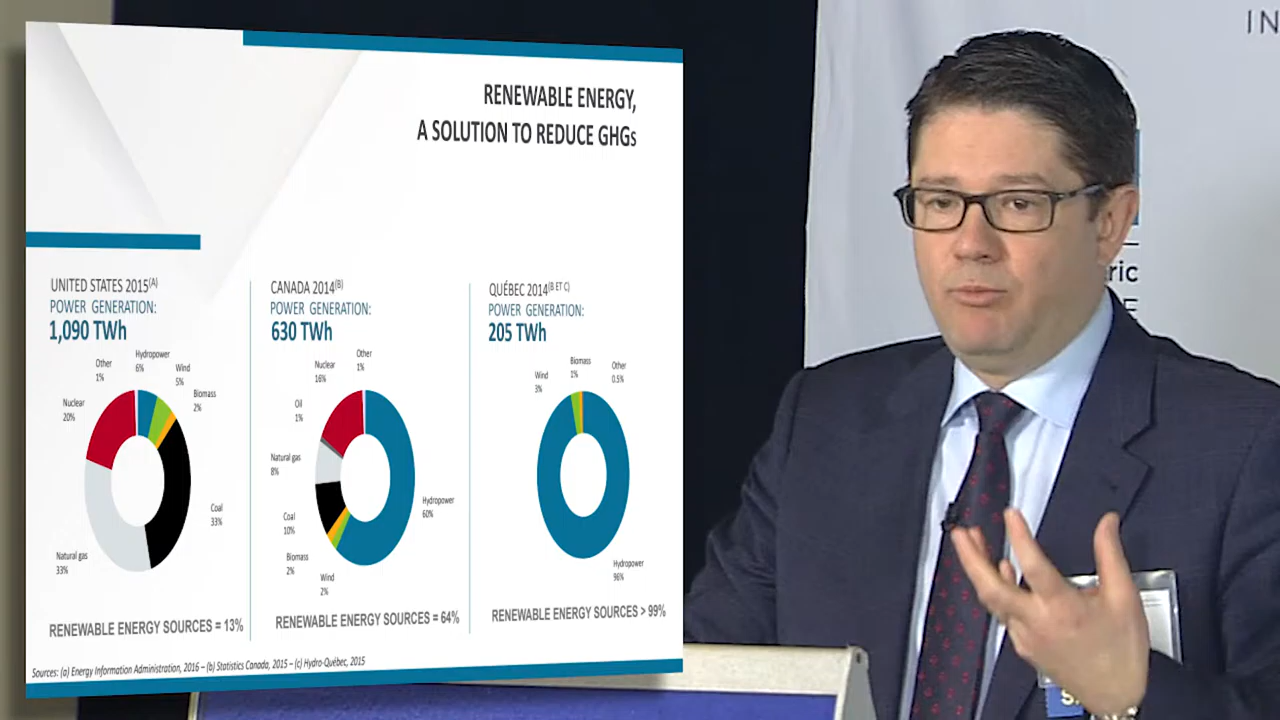 RENEWABLE ENERGY,
A SOLUTION TO REDUCE GHGs
UNITED STATES 2015(A)
POWER GENERATION:
1,090 TWh
Other
1%
Hydropower
6%
Wind
5%
Biomass
2%
Nuclear
20%
Coal
33%
Natural gas
33%
RENEWABLE ENERGY SOURCES = 13%
CANADA 2014(B)
POWER GENERATION:
630 TWh
Other
1%
Nuclear
16%
Oil
1%
Natural gas
8%
Hydropower
60%
Coal
10%
Biomass
2%
Wind
2%
RENEWABLE ENERGY SOURCES = 64%
QUÉBEC 2014(B ET C)
POWER GENERATION:
205 TWh
Biomass
1%
Other
0.5%
Wind
3%
Hydropower
96%
RENEWABLE ENERGY SOURCES > 99%
Sources: (a) Energy Information Administration, 2016 – (b) Statistics Canada, 2015 – (c) Hydro-Québec, 2015
IN
ric
E
S